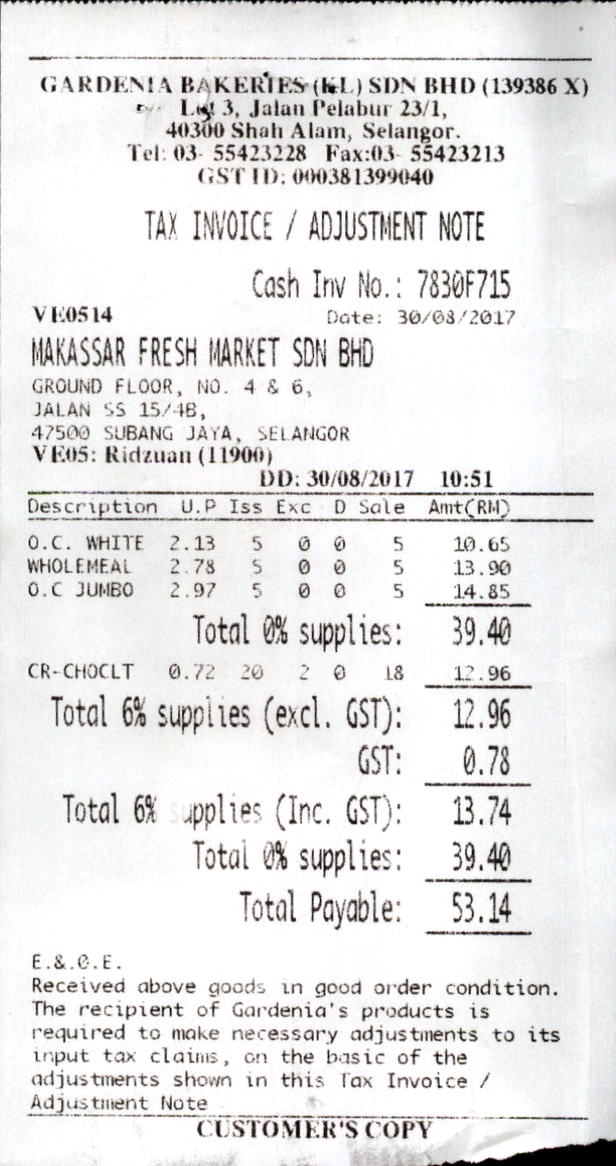 GARDENIA BAKERIES (KL) SDN BHD (139386 X)
Lot 3, Jalan Pelabur 23/1,
40300 Shah Alam, Selangor.
Tel: 03- 55423228 Fax:03- 55423213
GST ID: 000381399040
TAX INVOICE / ADJUSTMENT NOTE
Cash Inv No.: 7830F715
VE0514 Date: 30/08/2017
MAKASSAR FRESH MARKET SDN BHD
GROUND FLOOR, NO. 4 & 6,
JALAN SS 15/4B,
47500 SUBANG JAYA, SELANGOR
VE05: Ridzuan (11900)
DD: 30/08/2017 10:51
Description U.P Iss Exc D Sale Amt(RM)
O.C. WHITE 2.13 5 0 0 5 10.65
WHOLEMEAL 2.78 5 0 0 5 13.90
O.C JUMBO 2.97 5 0 0 5 14.85
Total 0% supplies: 39.40
CR-CHOCLT 0.72 20 2 0 18 12.96
Total 6% supplies (excl. GST): 12.96
GST: 0.78
Total 6% supplies (Inc. GST): 13.74
Total 0% supplies: 39.40
Total Payable: 53.14
E.&.O.E.
Received above goods in good order condition.
The recipient of Gardenia's products is
required to make necessary adjustments to its
input tax claims, on the basic of the
adjustments shown in this Tax Invoice /
Adjustment Note
CUSTOMER'S COPY